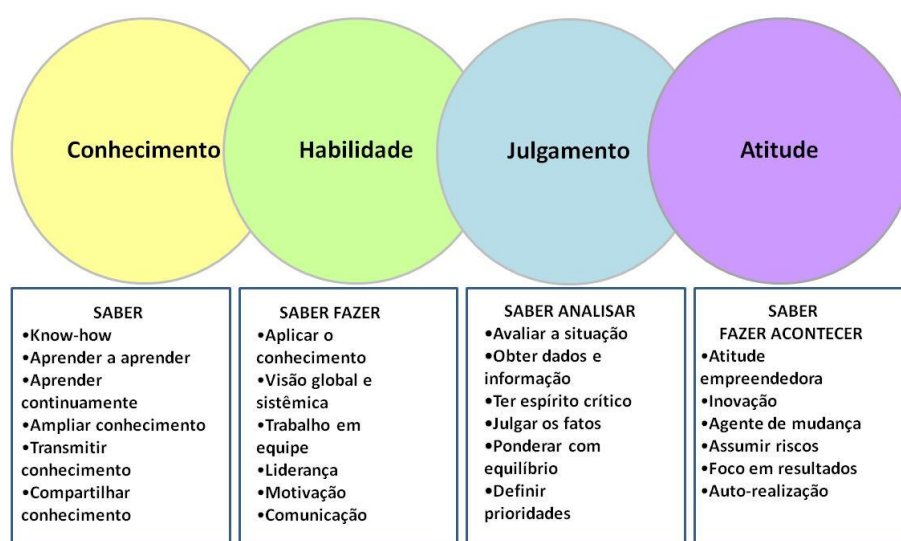 Conhecimento
Habilidade
Julgamento
Atitude
SABER
•Know-how
•Aprender a aprender
•Aprender
continuamente
•Ampliar conhecimento
•Transmitir
conhecimento
•Compartilhar
conhecimento
SABER FAZER
•Aplicar o
conhecimento
•Visão global e
sistêmica
•Trabalho em
equipe
•Liderança
•Motivação
•Comunicação
SABER ANALISAR
•Avaliar a situação
•Obter dados e
informação
•Ter espírito crítico
•Julgar os fatos
•Ponderar com
equilíbrio
•Definir
prioridades
SABER
FAZER ACONTECER
•Atitude
empreendedora
•Inovação
•Agente de mudança
•Assumir riscos
•Foco em resultados
•Auto-realização